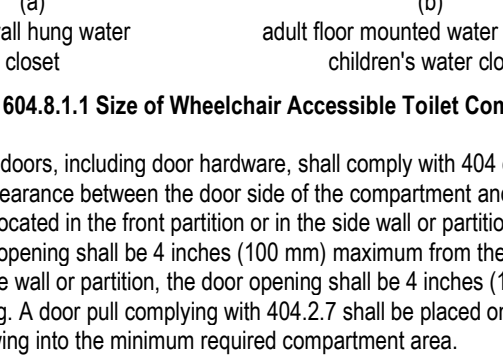 (a) (b)
all hung water adult floor mounted water
closet children's water clo
604.8.1.1 Size of Wheelchair Accessible Toilet Com
doors, including door hardware, shall comply with 404
earance between the door side of the compartment and
ocated in the front partition or in the side wall or partitio
opening shall be 4 inches (100 mm) maximum from the
e wall or partition, the door opening shall be 4 inches (1
g. A door pull complying with 404.2.7 shall be placed or
ving into the minimum required compartment area.